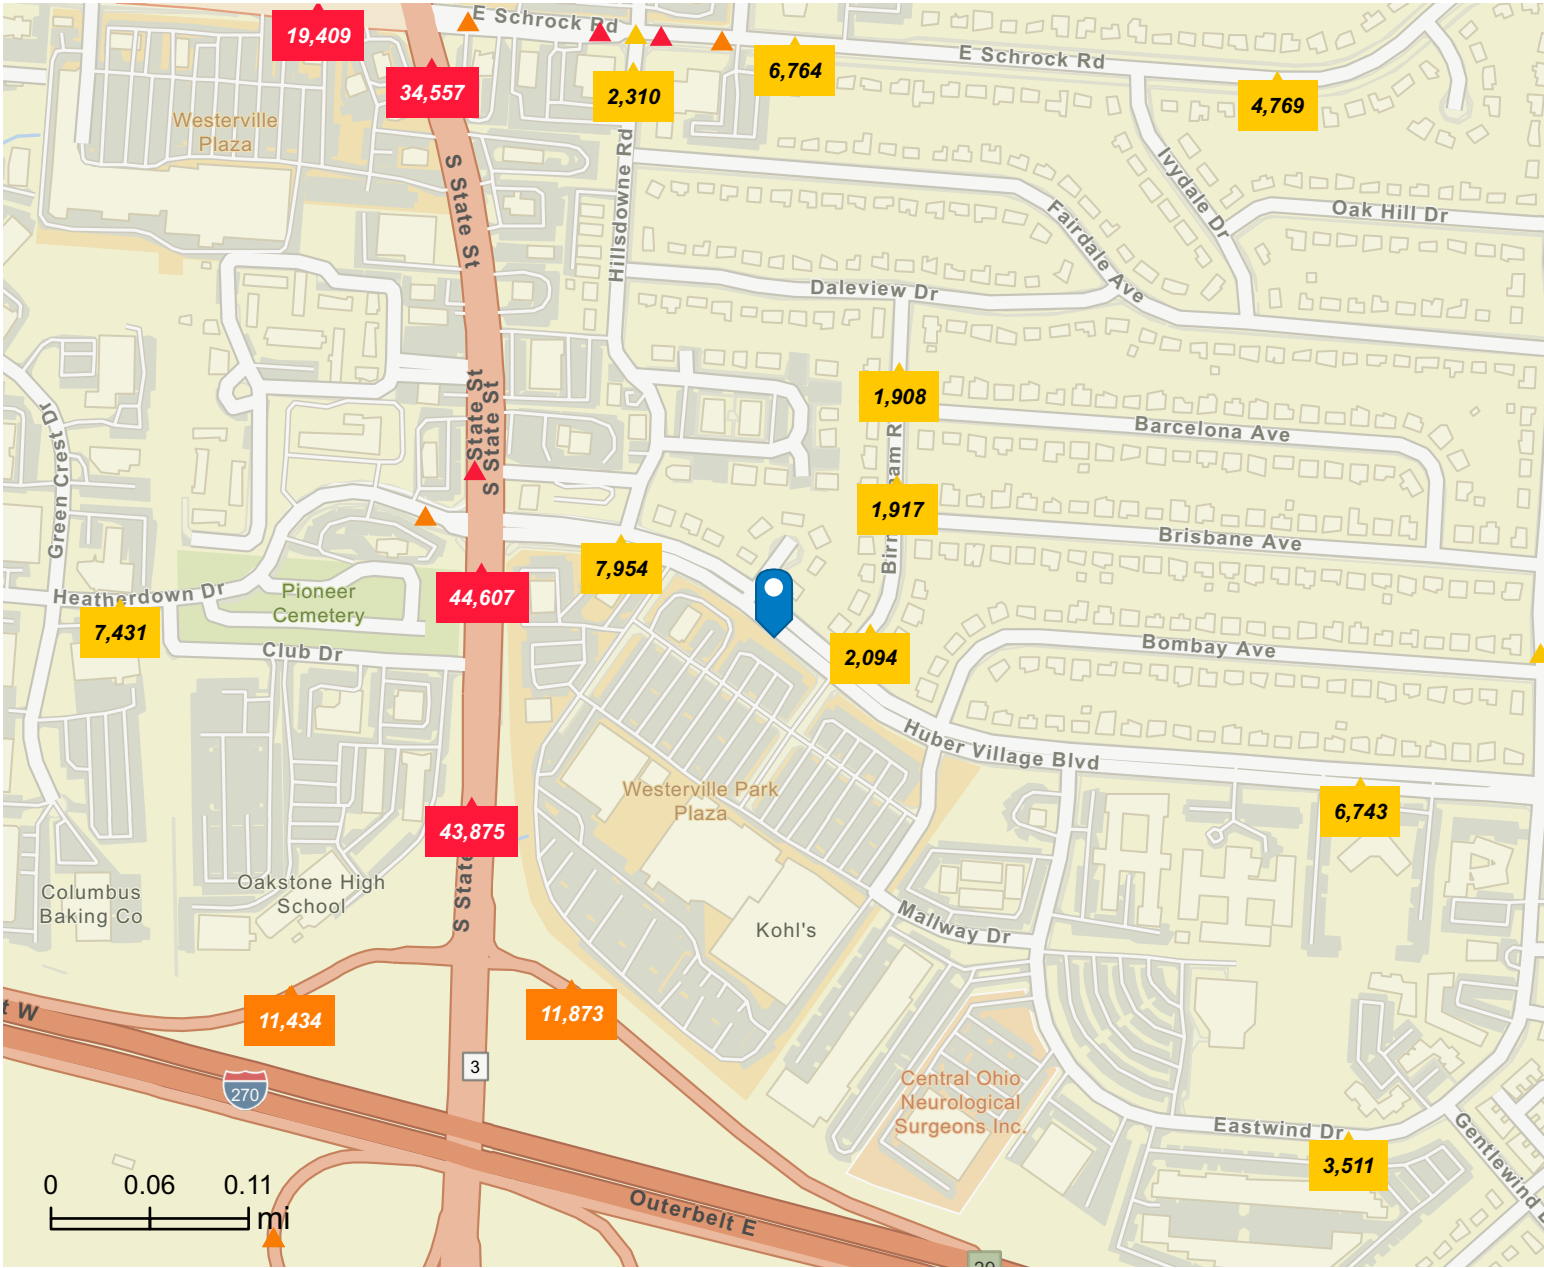 E Schrock Rd
19,409
34,557
2,310
6,764
E Schrock Rd
4,769
Westerville
Plaza
S State St
Hillsdowne Rd
Ivydale Dr
Fairdale Ave
Oak Hill Dr
Daleview Dr
1,908
Barcelona Ave
Green Crest Dr
State St
S State St
1,917
Brisbane Ave
7,954
Heatherdown Dr
Pioneer
Cemetery
44,607
7,431
Club Dr
2,094
Bombay Ave
Huber Village Blvd
Westerville Park
Plaza
6,743
43,875
S State
Columbus
Baking Co
Oakstone High
School
Kohl's
Mallway Dr
11,434
11,873
t W
3
270
Central Ohio
Neurological
Surgeons Inc.
Eastwind Dr
3,511
Gentlewind
0 0.06 0.11
mi
Outerbelt E